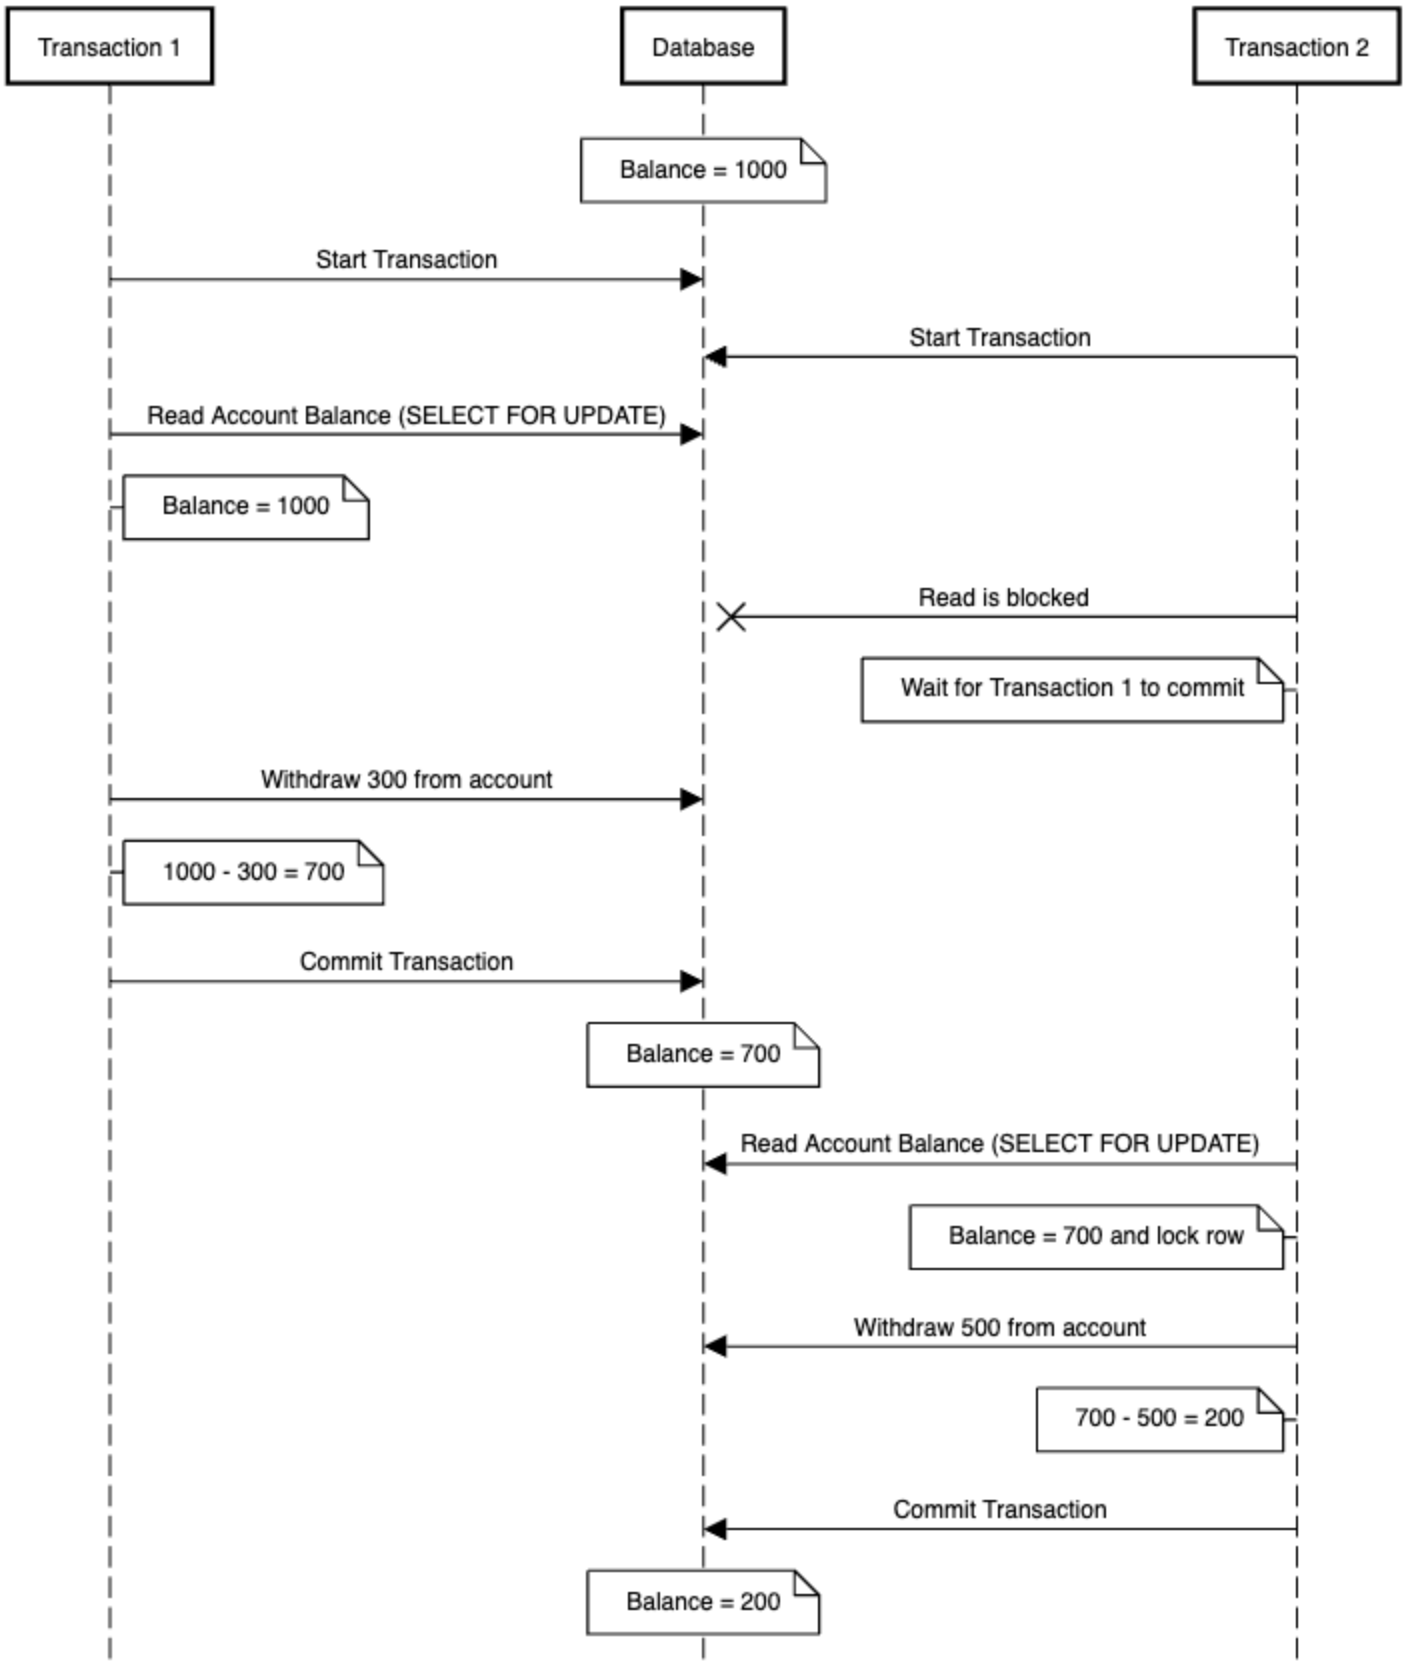 Transaction 1
Database
Transaction 2
Balance = 1000
Start Transaction
Start Transaction
Read Account Balance (SELECT FOR UPDATE)
Balance = 1000
Read is blocked
Wait for Transaction 1 to commit
Withdraw 300 from account
1000 - 300 = 700
Commit Transaction
Balance = 700
Read Account Balance (SELECT FOR UPDATE)
Balance = 700 and lock row
Withdraw 500 from account
700 - 500 = 200
Commit Transaction
Balance = 200